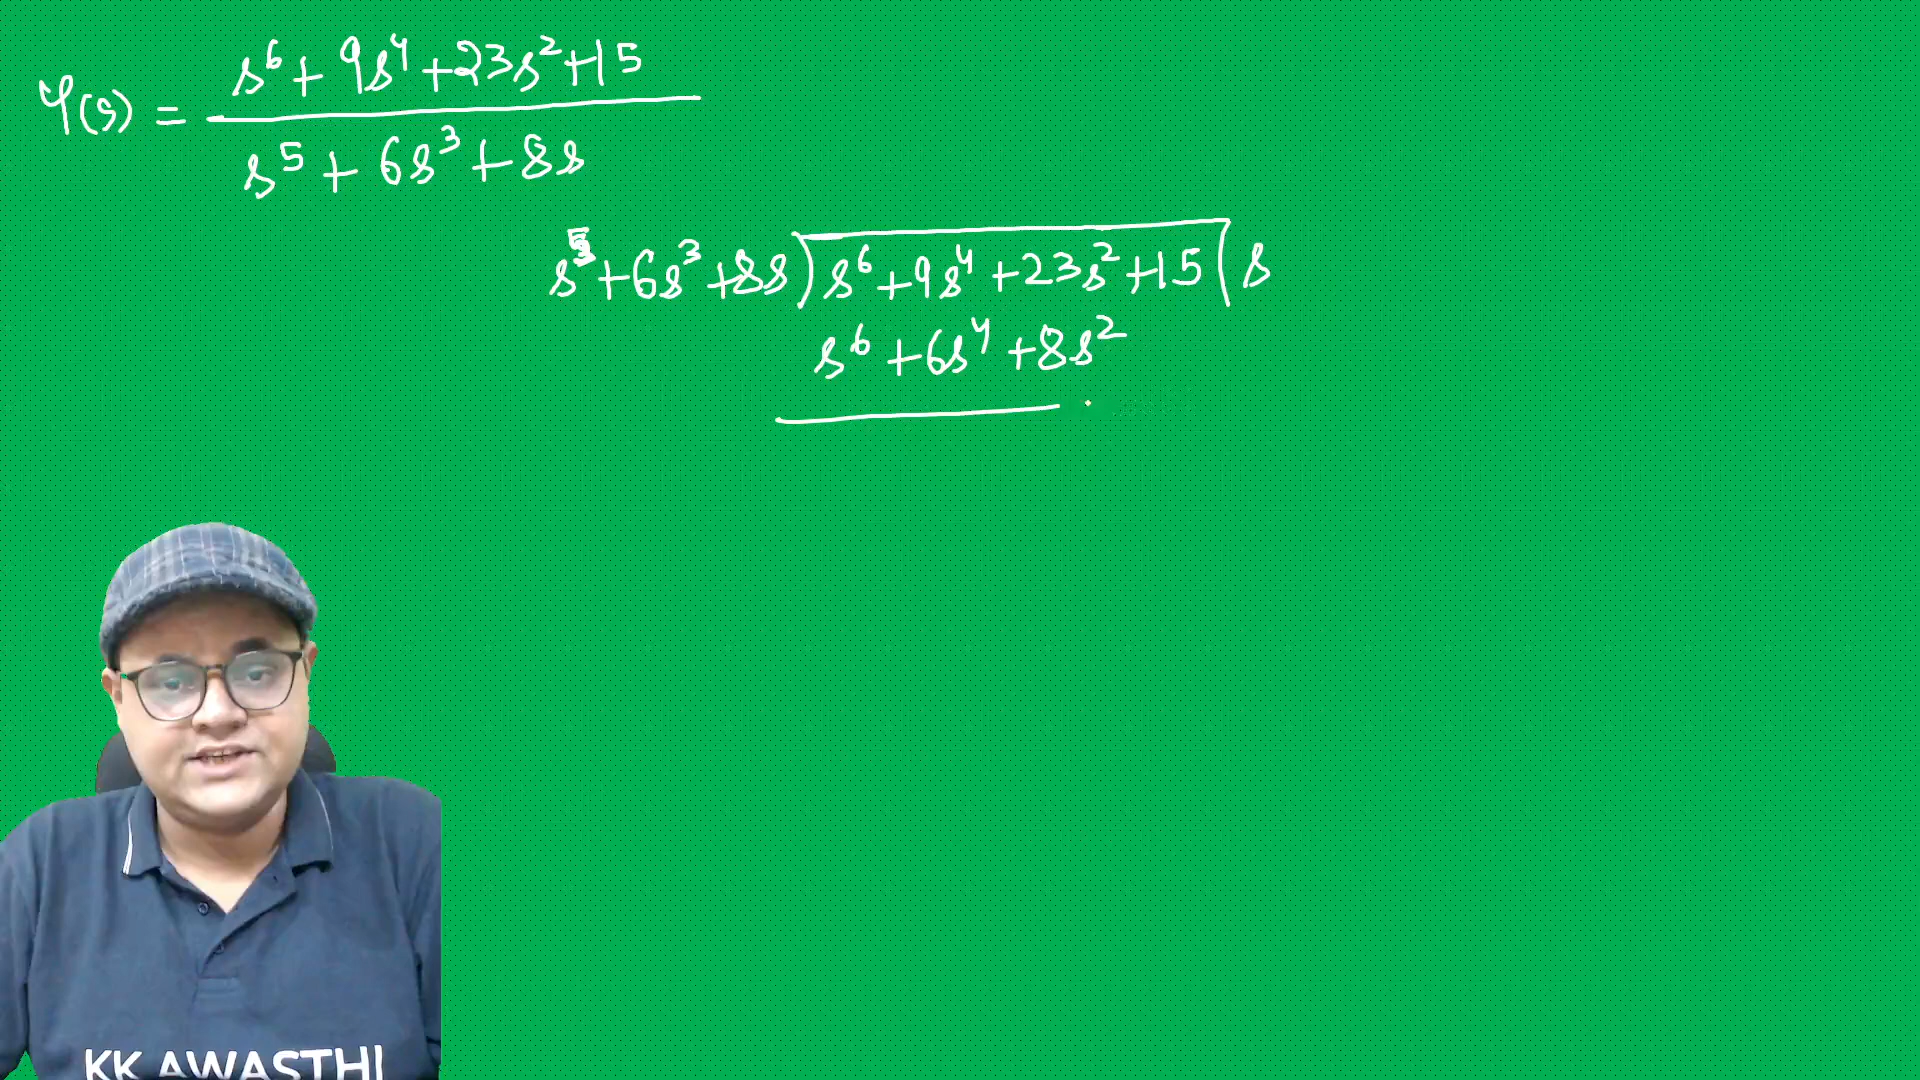 Y(s) = s⁶ + 9s⁴ + 23s² + 15
s⁵ + 6s³ + 8s
s⁵ + 6s³ + 8s ) s⁶ + 9s⁴ + 23s² + 15 ( s
s⁶ + 6s⁴ + 8s²
KK AWASTHI